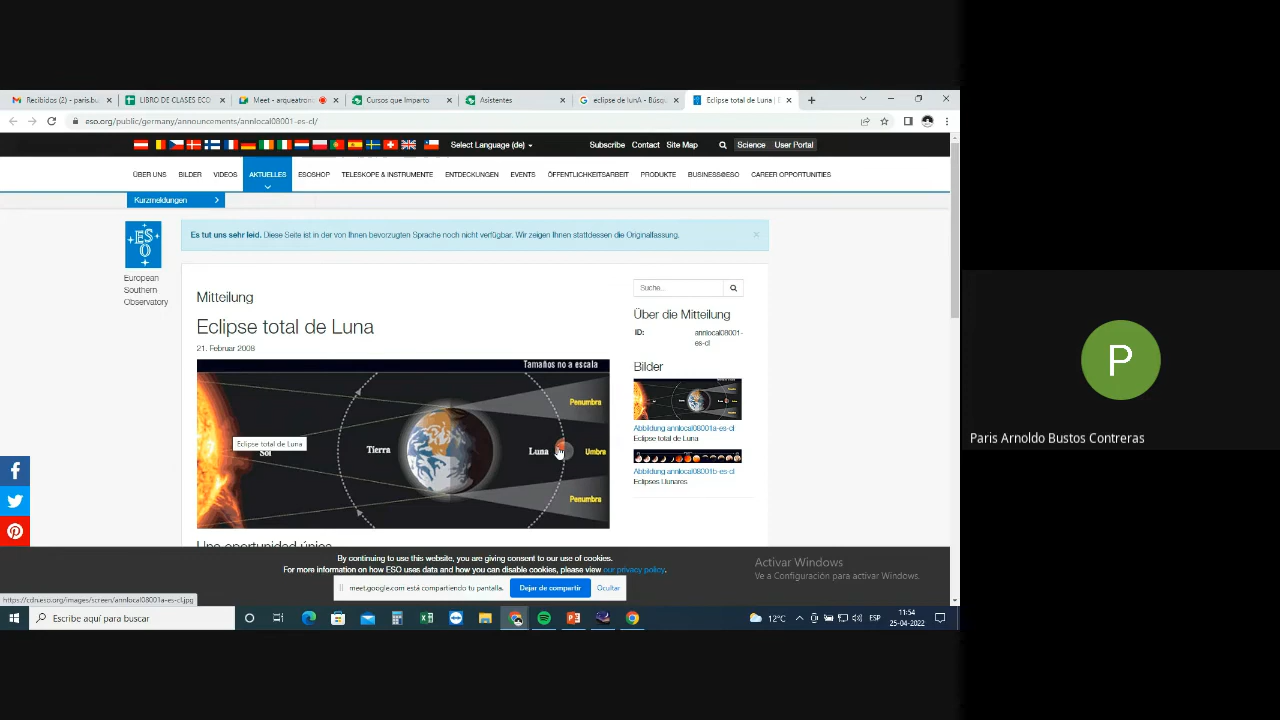 Recibidos (2) - paris.bu
LIBRO DE CLASES ECO
Meet - arqueatron
Cursos que imparto
Asistentes
eclipse de lunA - Búsqu
Eclipse total de Luna | E
eso.org/public/germany/announcements/annlocal08001-es-cl/
Select Language (de)
Subscribe Contact Site Map
Science User Portal
ÜBER UNS BILDER VIDEOS AKTUELLES ESOSHOP TELESKOPE & INSTRUMENTE ENTDECKUNGEN EVENTS ÖFFENTLICHKEITSARBEIT PRODUKTE BUSINESS@ESO CAREER OPPORTUNITIES
Kurzmeldungen
ESO
European
Southern
Observatory
Es tut uns sehr leid. Diese Seite ist in der von Ihnen bevorzugten Sprache noch nicht verfügbar. Wir zeigen Ihnen stattdessen die Originalfassung.
Mitteilung
Eclipse total de Luna
21. Februar 2008
Tamaños no a escala
Penumbra
Eclipse total de Luna
Sol
Tierra
Luna
Umbra
Penumbra
Una oportunidad única
Suche...
Über die Mitteilung
ID: annlocal08001-
es-cl
Bilder
Abbildung annlocal08001a-es-cl
Eclipse total de Luna
Abbildung annlocal08001b-es-cl
Eclipses Llunares
By continuing to use this website, you are giving consent to our use of cookies.
For more information on how ESO uses data and how you can disable cookies, please view our privacy policy.
Activar Windows
Ve a Configuración para activar Windows.
meet.google.com está compartiendo tu pantalla.
Dejar de compartir
Ocultar
https://cdn.eso.org/images/screen/annlocal08001a-es-cl.jpg
Escribe aquí para buscar
12°C
ESP
11:54
25-04-2022
P
Paris Arnoldo Bustos Contreras